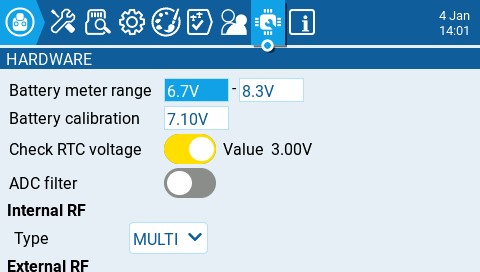 4 Jan
14:01
HARDWARE
Battery meter range 6.7V - 8.3V
Battery calibration 7.10V
Check RTC voltage Value 3.00V
ADC filter
Internal RF
Type MULTI
External RF